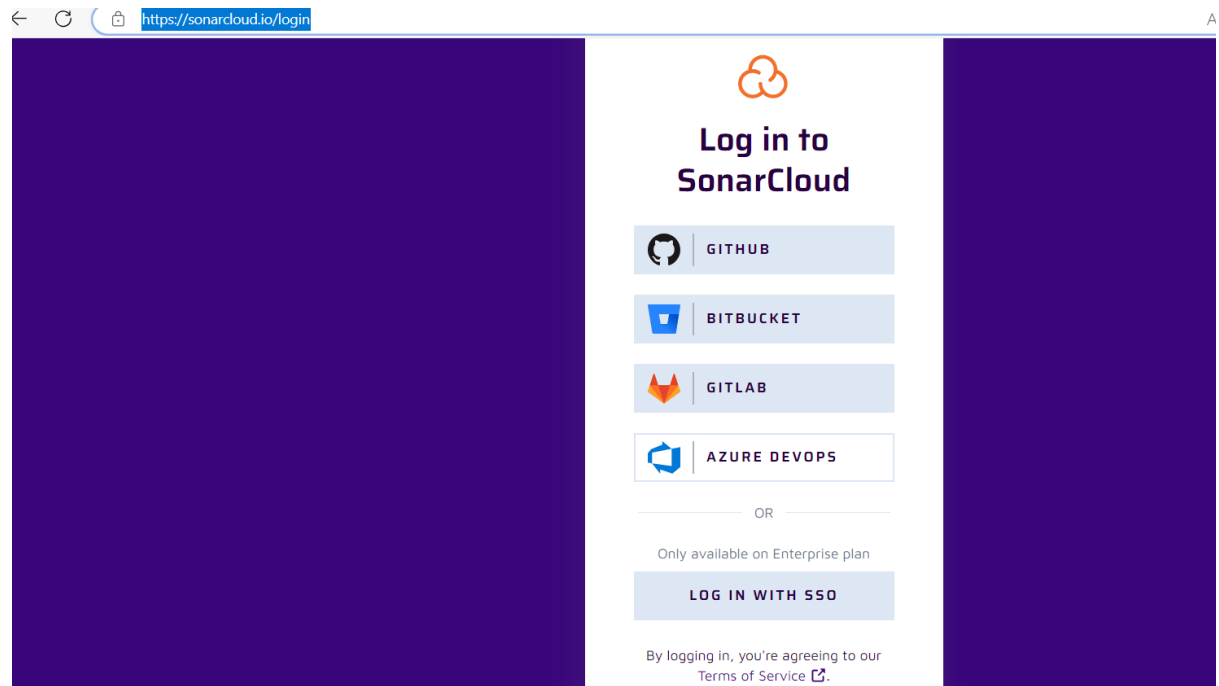 https://sonarcloud.io/login
A
Log in to
SonarCloud
GITHUB
BITBUCKET
GITLAB
AZURE DEVOPS
OR
Only available on Enterprise plan
LOG IN WITH SSO
By logging in, you're agreeing to our
Terms of Service.